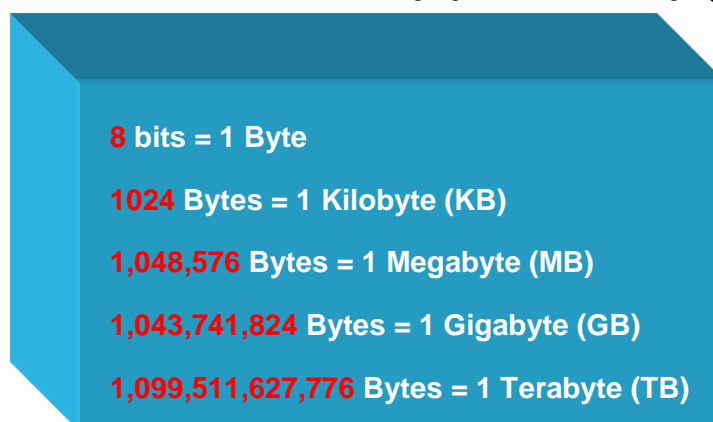 8 bits = 1 Byte
1024 Bytes = 1 Kilobyte (KB)
1,048,576 Bytes = 1 Megabyte (MB)
1,043,741,824 Bytes = 1 Gigabyte (GB)
1,099,511,627,776 Bytes = 1 Terabyte (TB)